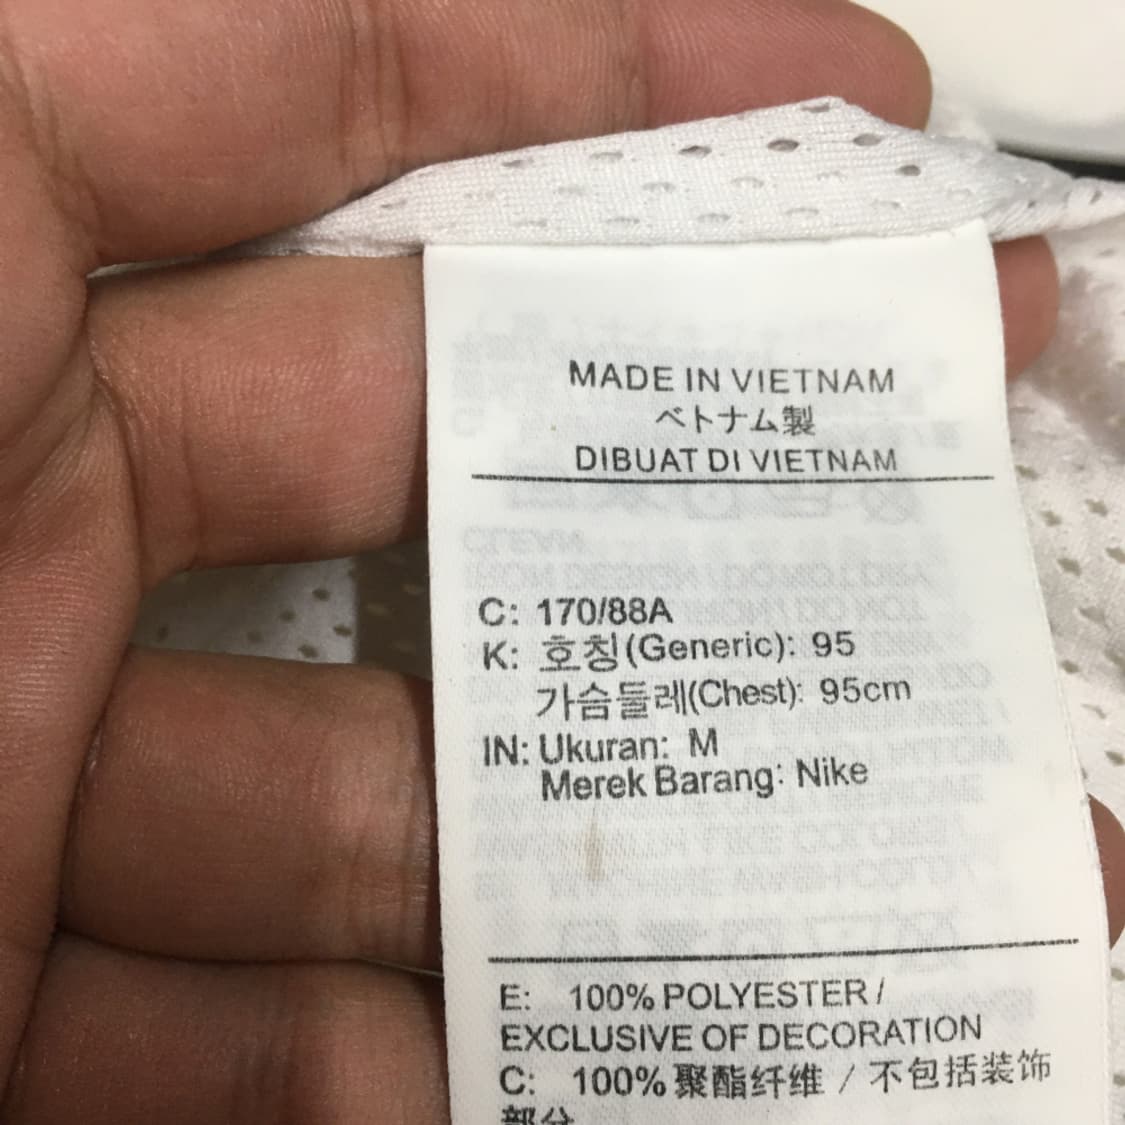 MADE IN VIETNAM
ベトナム製
DIBUAT DI VIETNAM
C: 170/88A
K: 호칭(Generic): 95
가슴둘레(Chest): 95cm
IN: Ukuran: M
Merek Barang: Nike
E: 100% POLYESTER /
EXCLUSIVE OF DECORATION
C: 100% 聚酯纤维 / 不包括装饰
部分